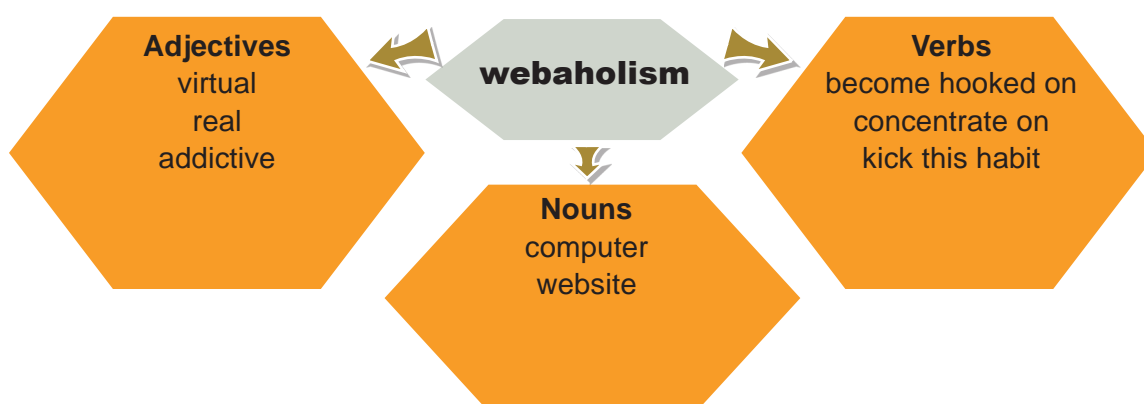 webaholism
Adjectives
virtual
real
addictive
Nouns
computer
website
Verbs
become hooked on
concentrate on
kick this habit